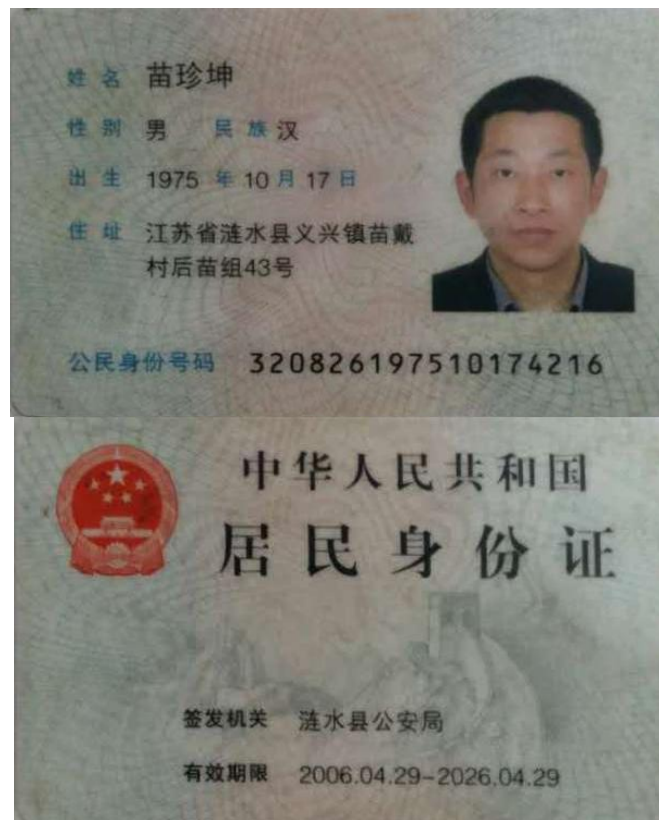 姓名 苗珍坤
性别 男 民族 汉
出生 1975 年 10 月 17 日
住址 江苏省涟水县义兴镇苗戴
村后苗组43号
公民身份号码 320826197510174216
中华人民共和国
居民身份证
签发机关 涟水县公安局
有效期限 2006.04.29-2026.04.29